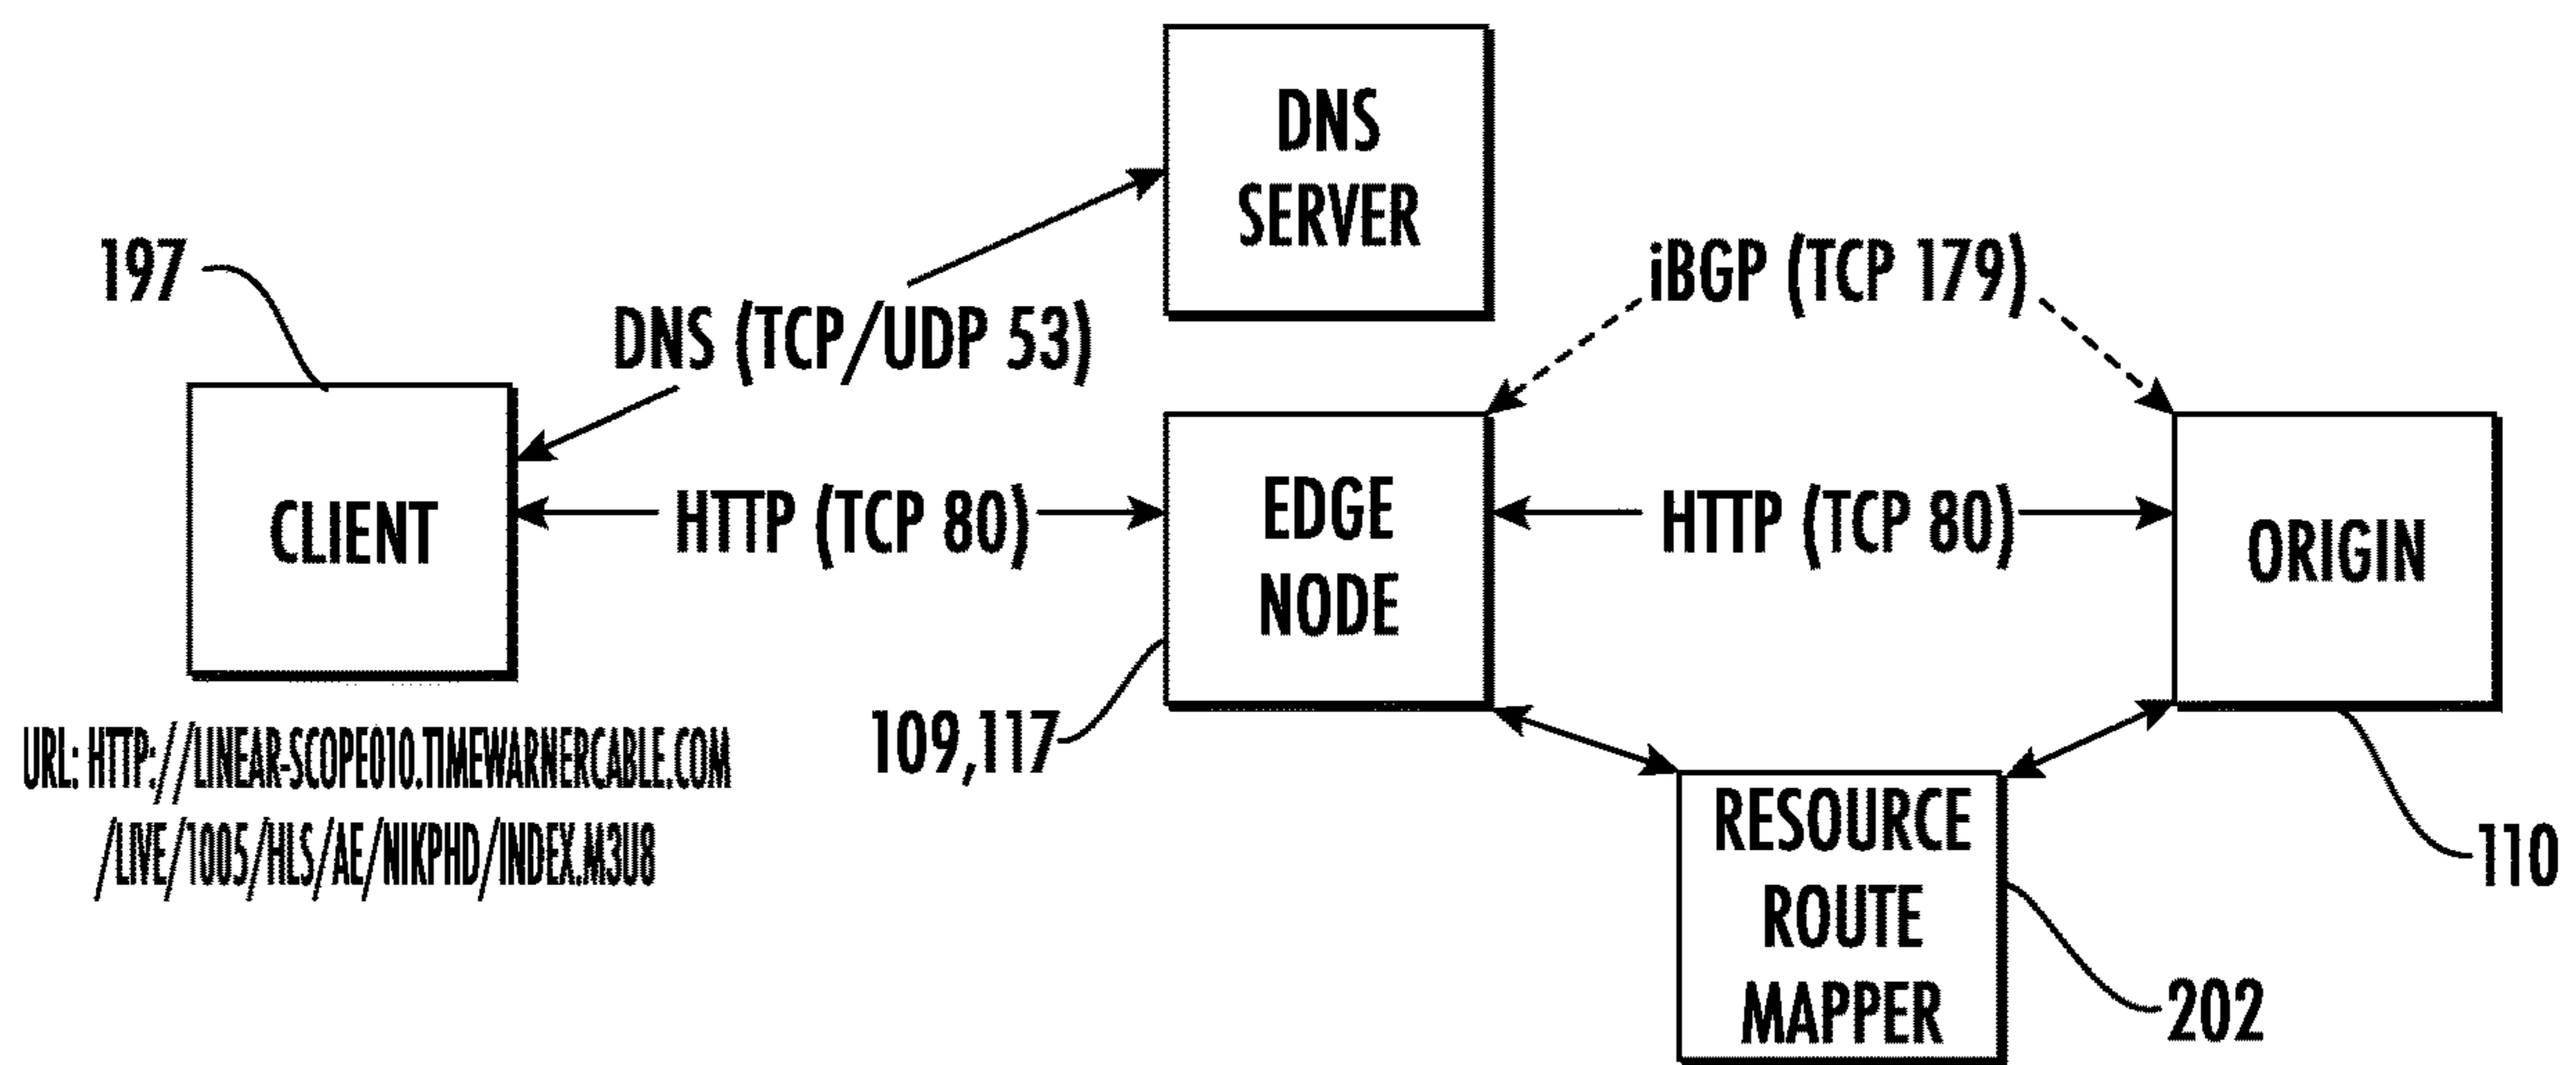 DNS
SERVER
197
iBGP (TCP 179)
DNS (TCP/UDP 53)
CLIENT
HTTP (TCP 80)
EDGE
NODE
HTTP (TCP 80)
ORIGIN
109,117
URL: HTTP://LINEAR-SCOPE010.TIMEWARNERCABLE.COM
/LIVE/1005/HLS/AE/NIKPHD/INDEX.M3U8
RESOURCE
ROUTE
MAPPER
110
202